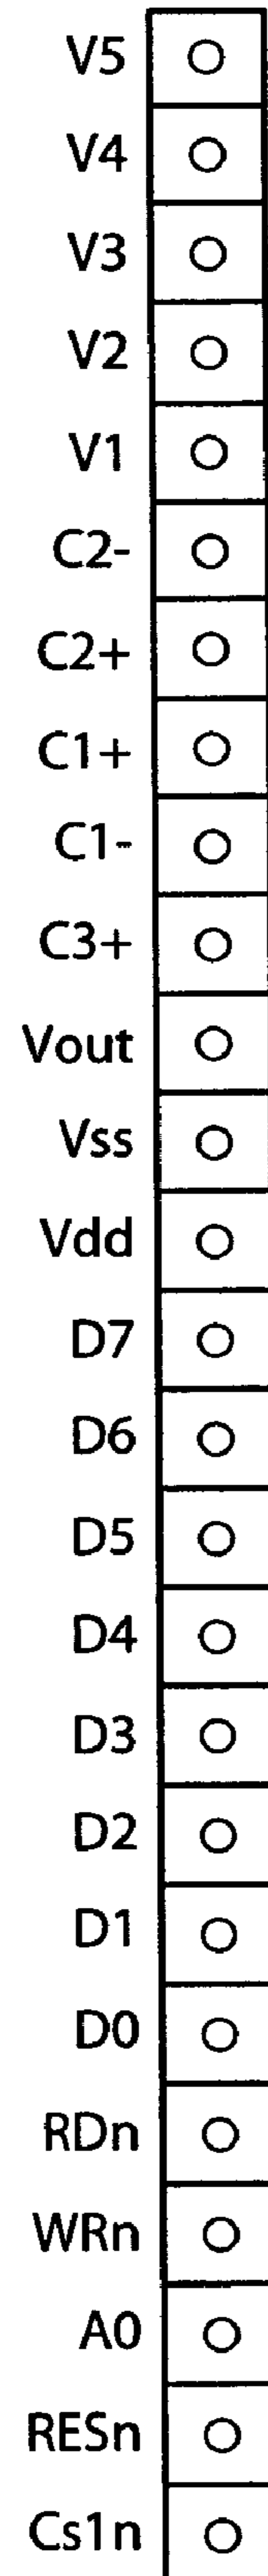 V5
V4
V3
V2
V1
C2-
C2+
C1+
C1-
C3+
Vout
Vss
Vdd
D7
D6
D5
D4
D3
D2
D1
D0
RDn
WRn
A0
RESn
Cs1n